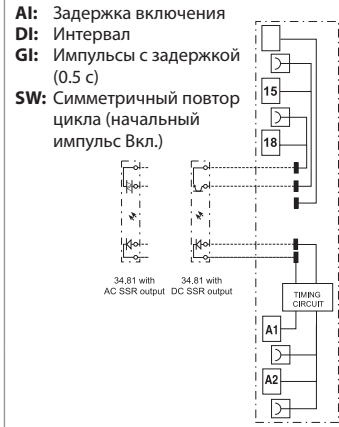 AI: Задержка включения
DI: Интервал
GI: Импульсы с задержкой
(0.5 с)
SW: Симметричный повтор
цикла (начальный
импульс Вкл.)
15
18
34.81 with
AC SSR output
34.81 with
DC SSR output
TIMING
CIRCUIT
A1
A2